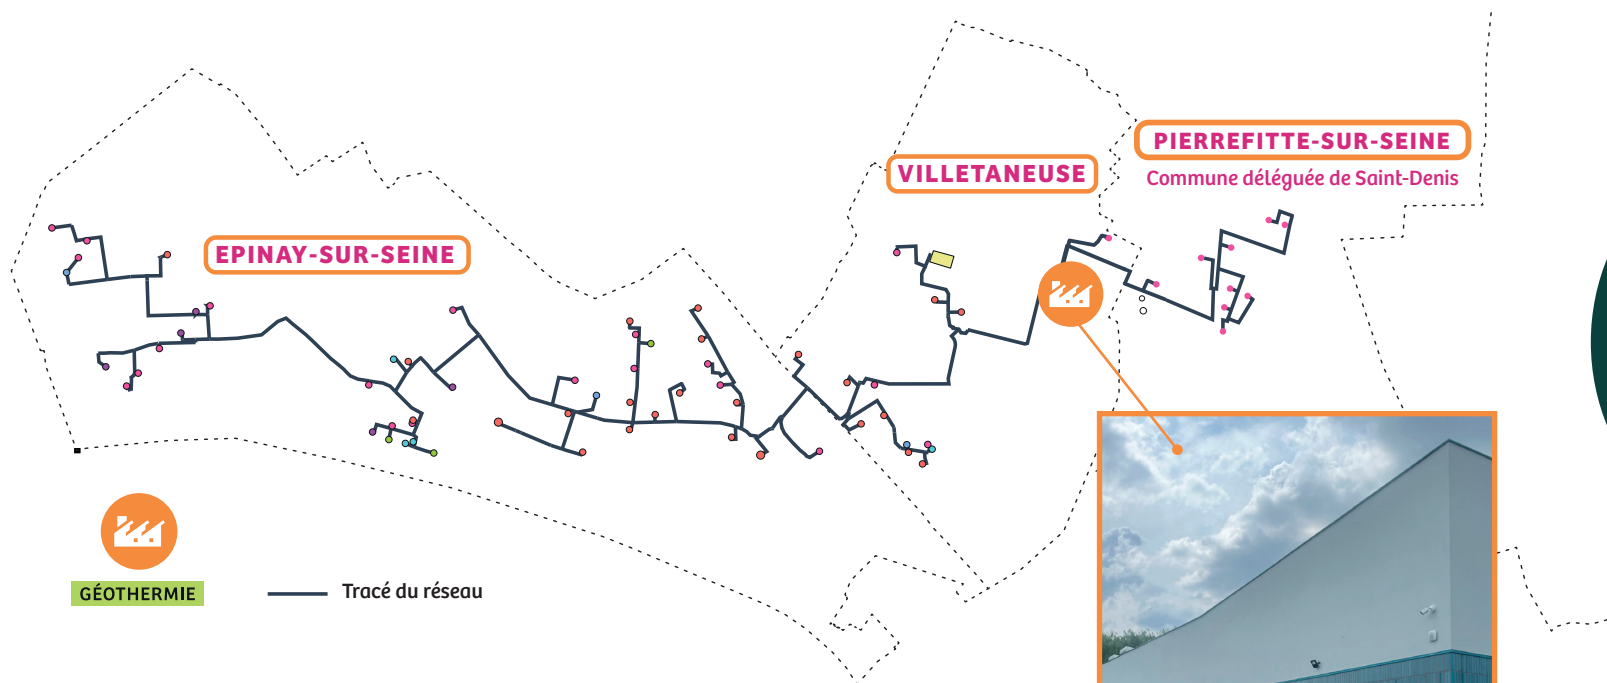 PIERREFITTE-SUR-SEINE
Commune déléguée de Saint-Denis
VILLETANEUSE
EPINAY-SUR-SEINE
GÉOTHERMIE
Tracé du réseau